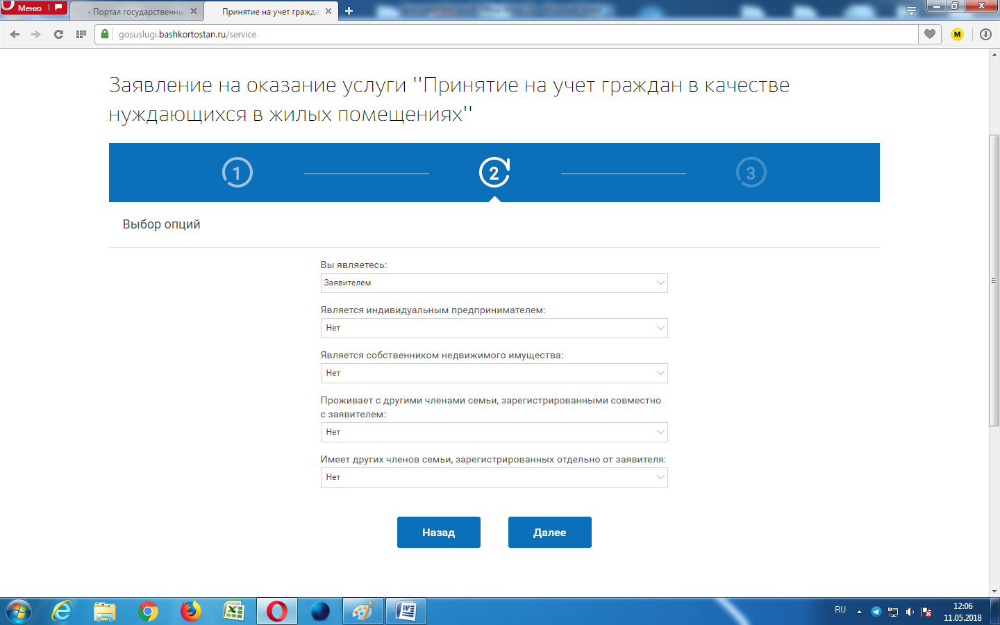 Меню
- Портал государственны
Принятие на учет гражда
gosuslugi.bashkortostan.ru/service
M
Заявление на оказание услуги "Принятие на учет граждан в качестве
нуждающихся в жилых помещениях"
1
2
3
Выбор опций
Вы являетесь:
Заявителем
Является индивидуальным предпринимателем:
Нет
Является собственником недвижимого имущества:
Нет
Проживает с другими членами семьи, зарегистрированными совместно
с заявителем:
Нет
Имеет других членов семьи, зарегистрированных отдельно от заявителя:
Нет
Назад
Далее
RU
12:06
11.05.2018